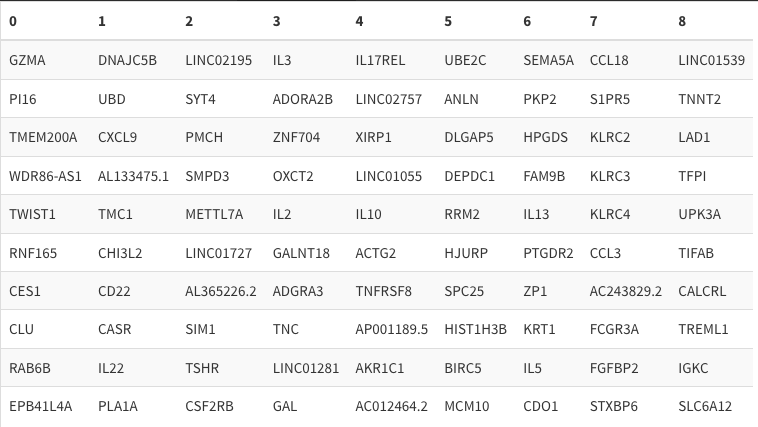 0 1 2 3 4 5 6 7 8
GZMA DNAJC5B LINC02195 IL3 IL17REL UBE2C SEMA5A CCL18 LINC01539
PI16 UBD SYT4 ADORA2B LINC02757 ANLN PKP2 S1PR5 TNNT2
TMEM200A CXCL9 PMCH ZNF704 XIRP1 DLGAP5 HPGDS KLRC2 LAD1
WDR86-AS1 AL133475.1 SMPD3 OXCT2 LINC01055 DEPDC1 FAM9B KLRC3 TFPI
TWIST1 TMC1 METTL7A IL2 IL10 RRM2 IL13 KLRC4 UPK3A
RNF165 CHI3L2 LINC01727 GALNT18 ACTG2 HJURP PTGDR2 CCL3 TIFAB
CES1 CD22 AL365226.2 ADGRA3 TNFRSF8 SPC25 ZP1 AC243829.2 CALCRL
CLU CASR SIM1 TNC AP001189.5 HIST1H3B KRT1 FCGR3A TREML1
RAB6B IL22 TSHR LINC01281 AKR1C1 BIRC5 IL5 FGFBP2 IGKC
EPB41L4A PLA1A CSF2RB GAL AC012464.2 MCM10 CDO1 STXBP6 SLC6A12